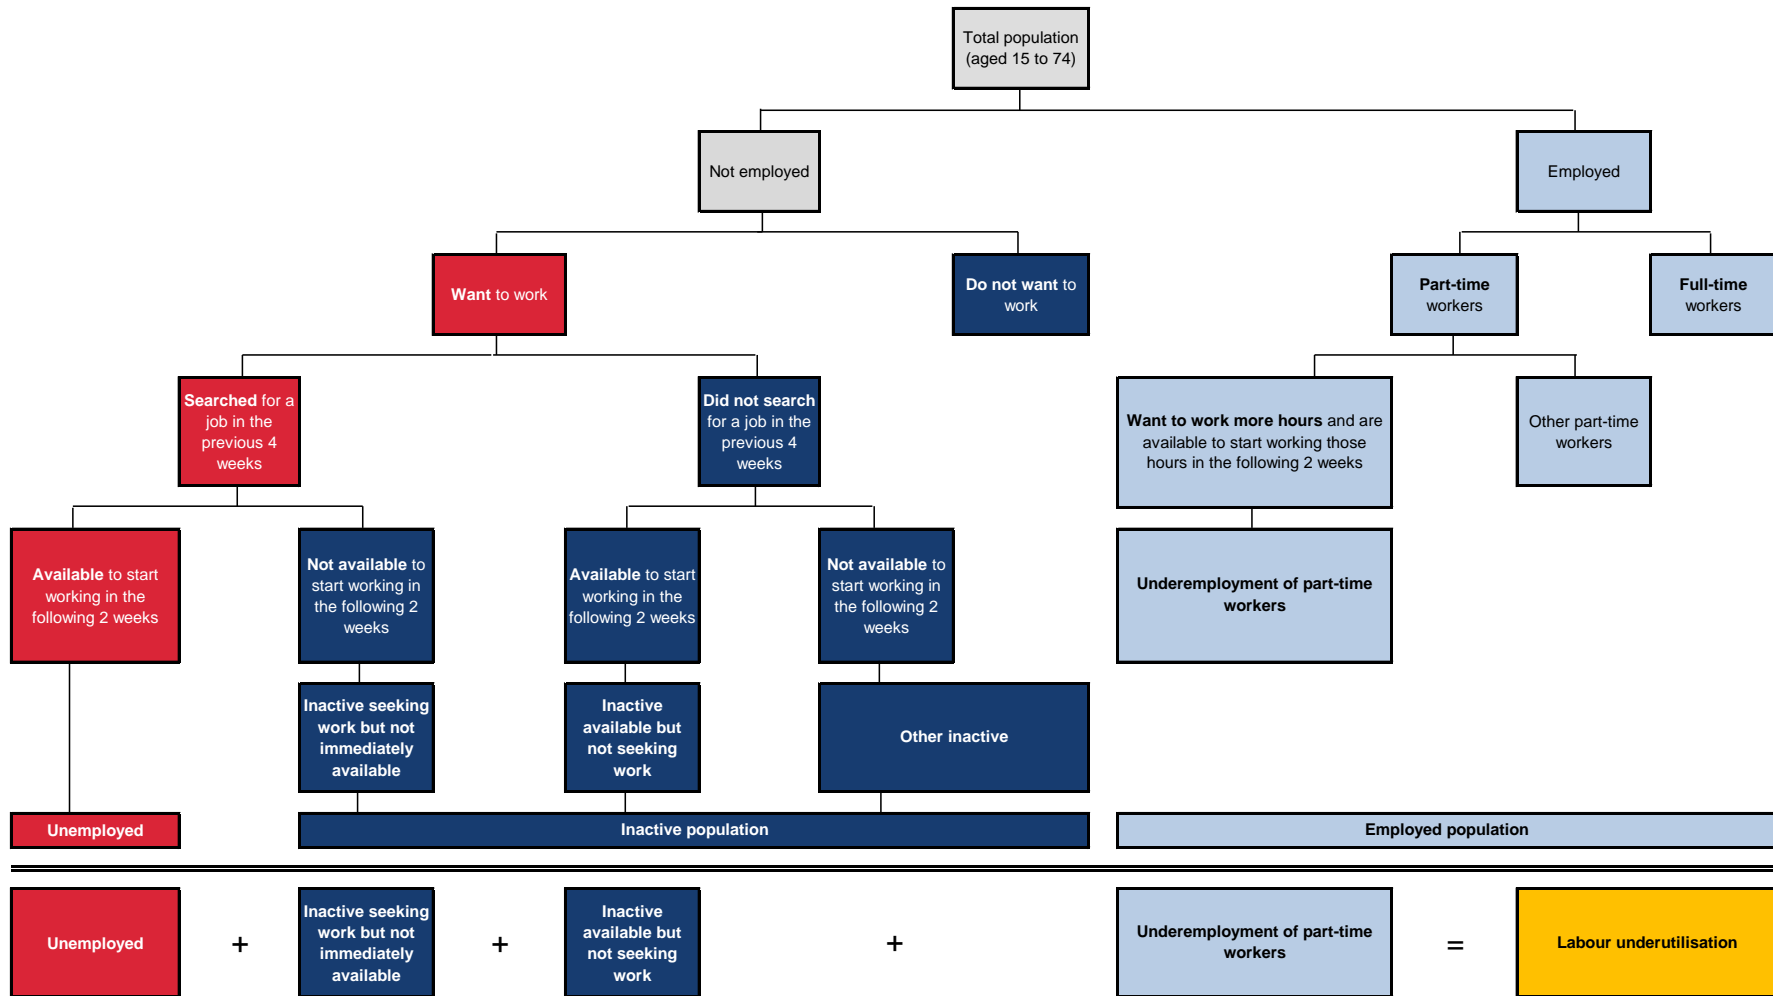 Total population
(aged 15 to 74)
Not employed
Employed
Want to work
Do not want to
work
Part-time
workers
Full-time
workers
Searched for a
job in the
previous 4
weeks
Did not search
for a job in the
previous 4
weeks
Want to work more hours and are
available to start working those
hours in the following 2 weeks
Other part-time
workers
Available to start
working in the
following 2 weeks
Not available to
start working in
the following 2
weeks
Available to start
working in the
following 2 weeks
Not available to
start working in
the following 2
weeks
Underemployment of part-time
workers
Inactive seeking
work but not
immediately
available
Inactive
available but
not seeking
work
Other inactive
Unemployed
Inactive population
Employed population
Unemployed
+
Inactive seeking
work but not
immediately
available
+
Inactive
available but
not seeking
work
+
Underemployment of part-time
workers
=
Labour underutilisation